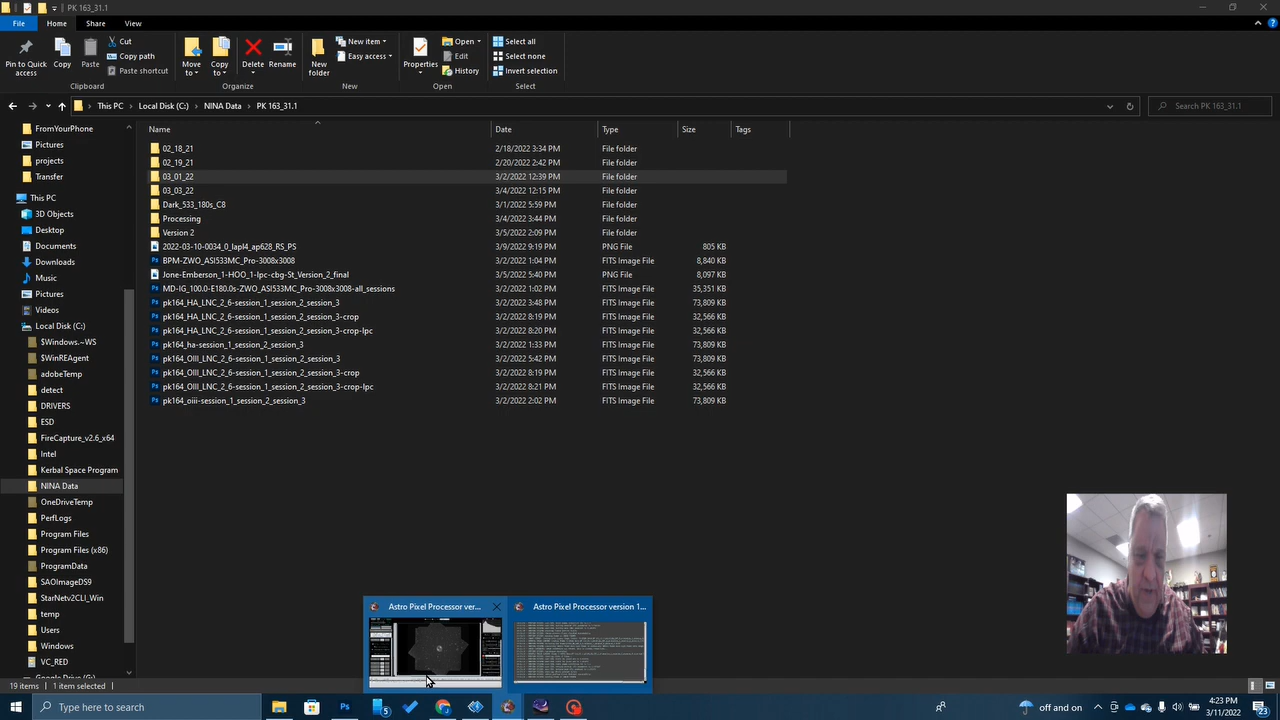 PK 163_31.1
File Home Share View
Pin to Quick access
Copy
Paste
Cut
Copy path
Paste shortcut
Clipboard
Move to
Copy to
Delete
Rename
Organize
New folder
New item
Easy access
New
Properties
Open
Edit
History
Open
Select all
Select none
Invert selection
Select
This PC > Local Disk (C:) > NINA Data > PK 163_31.1
Search PK 163_31.1
FromYourPhone
Pictures
projects
Transfer
This PC
3D Objects
Desktop
Documents
Downloads
Music
Pictures
Videos
Local Disk (C:)
$Windows.~WS
adobeTemp
detect
DRIVERS
ESD
FireCapture_v2.6_x64
Intel
Kerbal Space Program
NINA Data
OneDriveTemp
PerfLogs
Program Files
Program Files (x86)
ProgramData
SAOImageDS9
StarNetv2CLI_Win
temp
Users
Windows
VC_RED
Name Date Type Size Tags
02_18_21 2/18/2022 3:34 PM File folder
02_19_21 2/20/2022 2:42 PM File folder
03_01_22 3/2/2022 12:39 PM File folder
03_03_22 3/4/2022 12:15 PM File folder
Dark_533_180s_C8 3/1/2022 5:59 PM File folder
Processing 3/4/2022 3:44 PM File folder
Version 2 3/5/2022 2:09 PM File folder
2022-03-10-0034_0_lapl4_ap628_RS_PS 3/9/2022 9:19 PM PNG File 805 KB
BPM-ZWO_ASI533MC_Pro-3008x3008 3/2/2022 1:04 PM FITS Image File 8,840 KB
Jone-Emberson_1-HOO_1-lpc-cbg-St_Version_2_final 3/5/2022 5:40 PM PNG File 8,097 KB
MD-IG_100.0-E180.0s-ZWO_ASI533MC_Pro-3008x3008-all_sessions 3/2/2022 1:02 PM FITS Image File 35,351 KB
pk164_HA_LNC_2_6-session_1_session_2_session_3 3/2/2022 3:48 PM FITS Image File 73,809 KB
pk164_HA_LNC_2_6-session_1_session_2_session_3-crop 3/2/2022 8:19 PM FITS Image File 32,566 KB
pk164_HA_LNC_2_6-session_1_session_2_session_3-crop-lpc 3/2/2022 8:20 PM FITS Image File 32,566 KB
pk164_ha-session_1_session_2_session_3 3/2/2022 1:33 PM FITS Image File 73,809 KB
pk164_OIII_LNC_2_6-session_1_session_2_session_3 3/2/2022 5:42 PM FITS Image File 73,809 KB
pk164_OIII_LNC_2_6-session_1_session_2_session_3-crop 3/2/2022 8:19 PM FITS Image File 32,566 KB
pk164_OIII_LNC_2_6-session_1_session_2_session_3-crop-lpc 3/2/2022 8:21 PM FITS Image File 32,566 KB
pk164_oiii-session_1_session_2_session_3 3/2/2022 2:02 PM FITS Image File 73,809 KB
Astro Pixel Processor ver...
Astro Pixel Processor version 1...
19 items 1 item selected
Type here to search
off and on
4:23 PM
3/11/2022
23